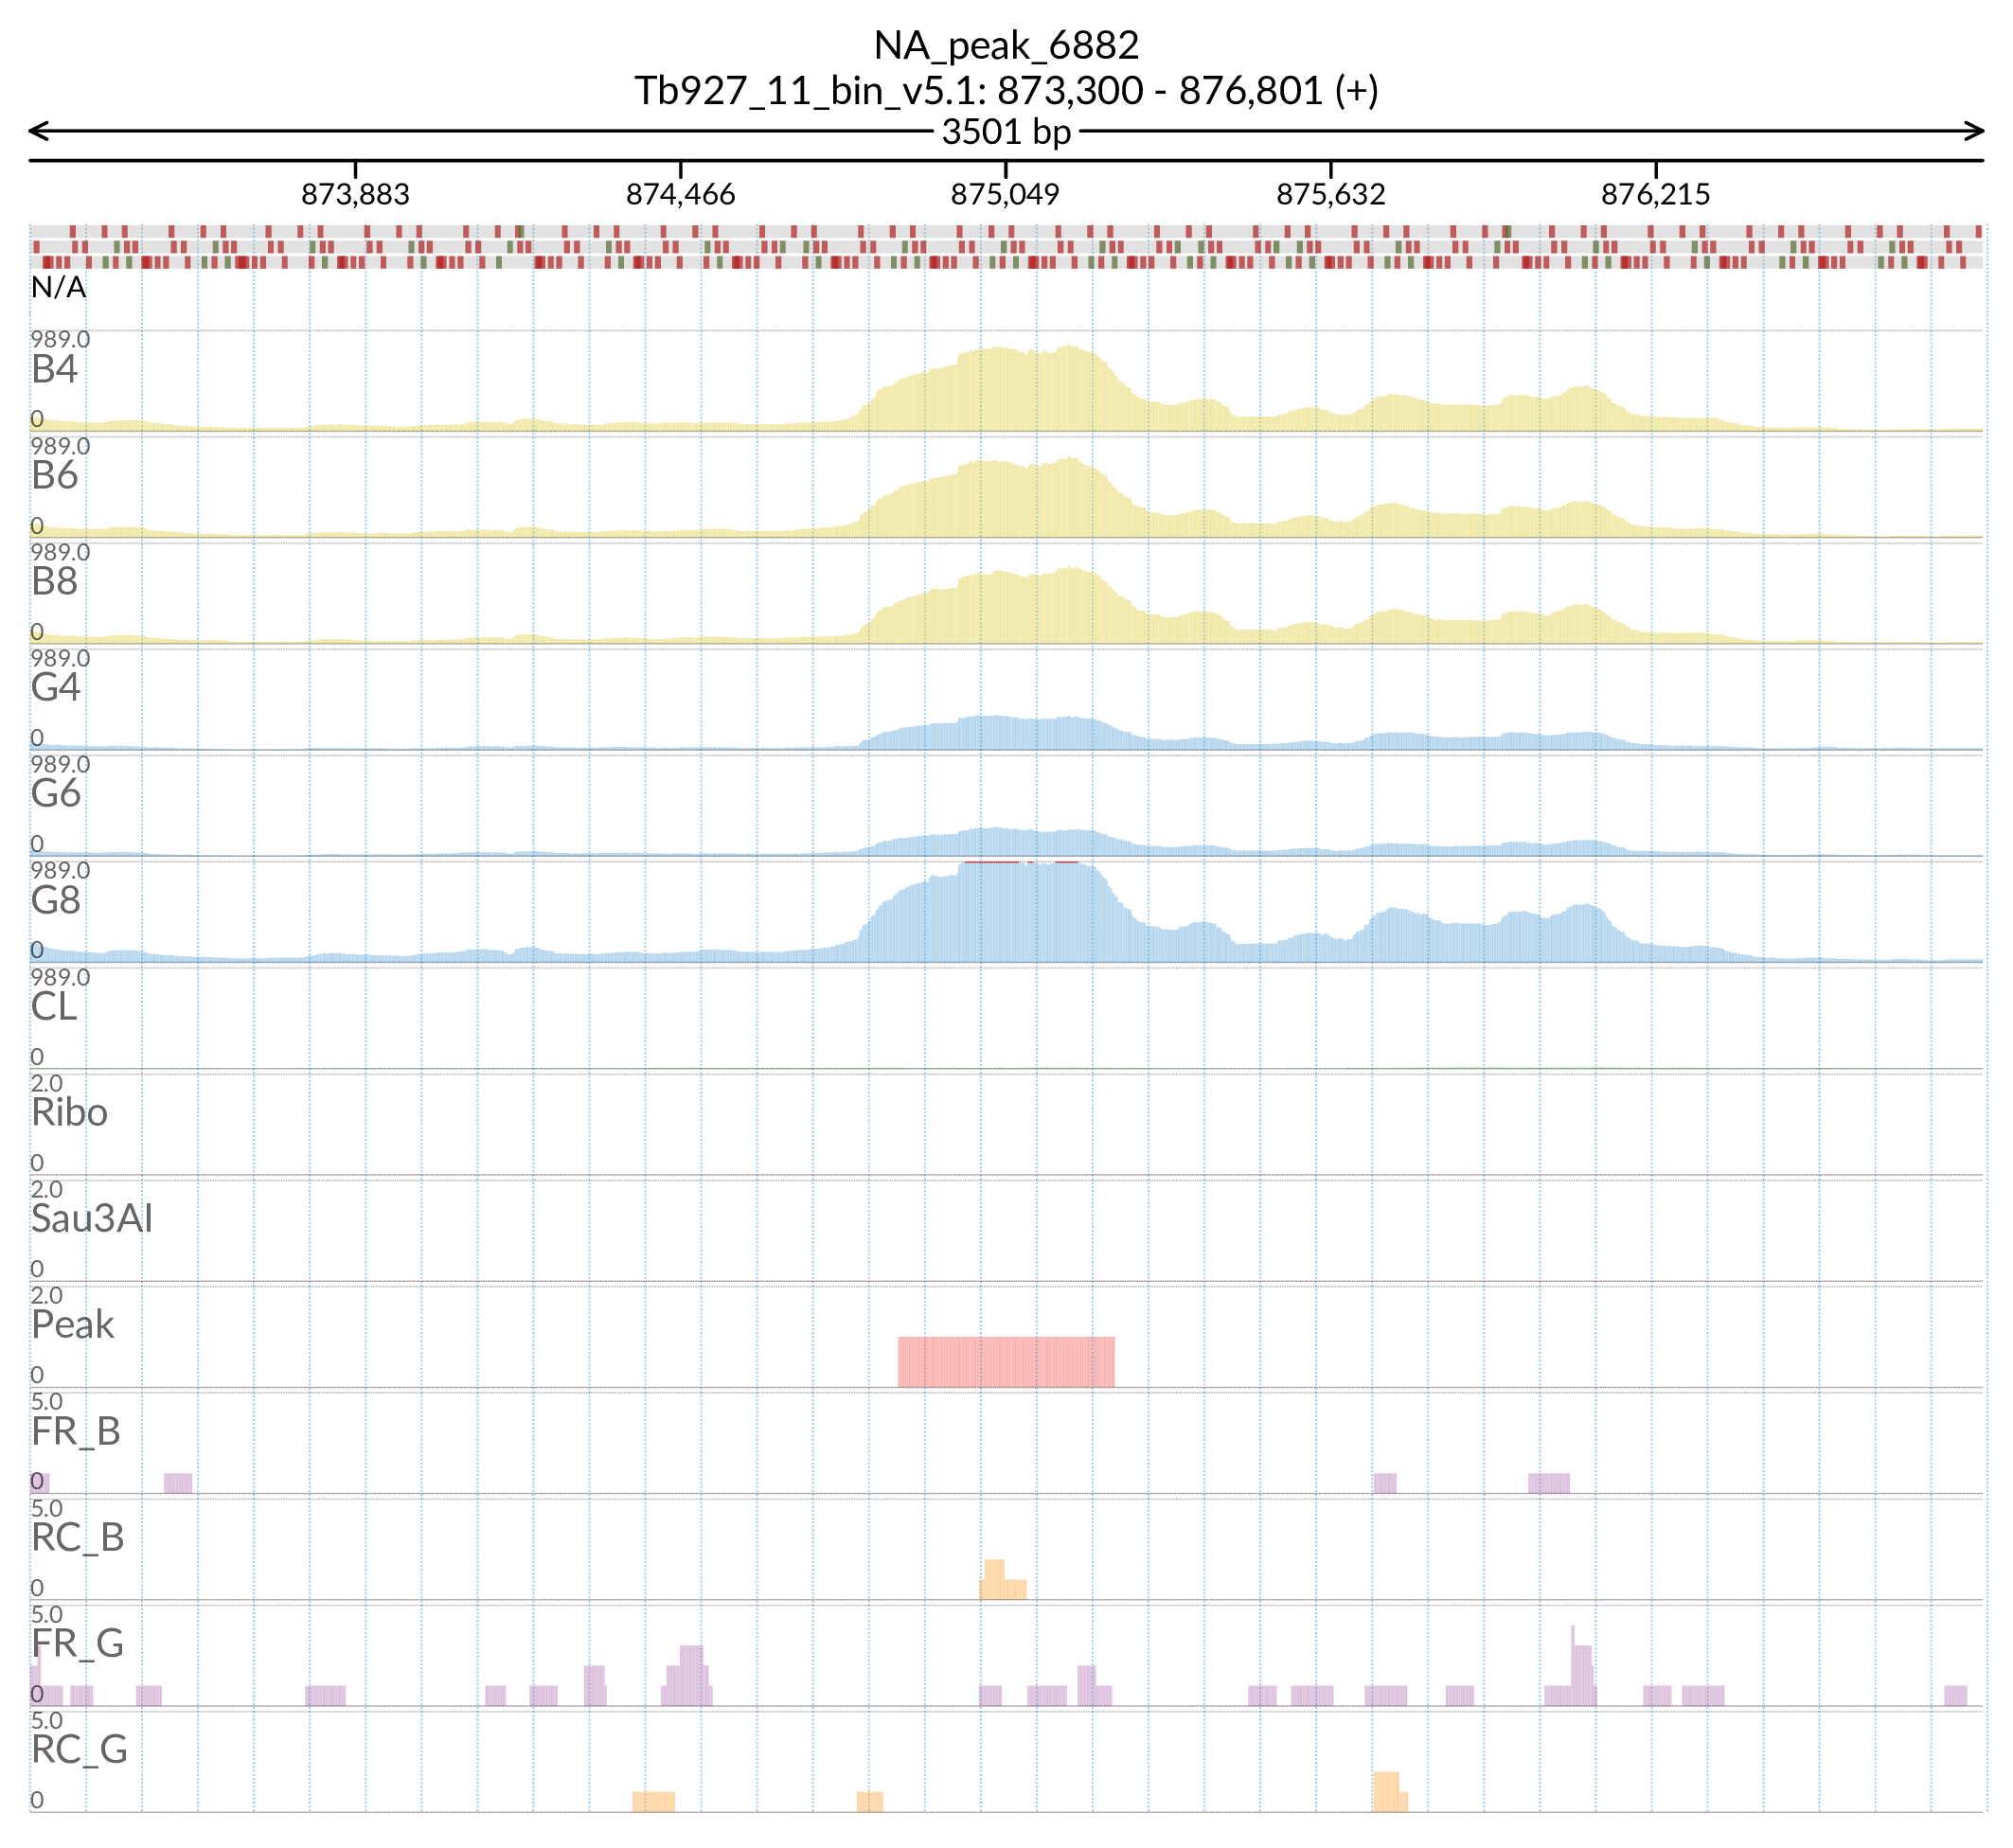 NA_peak_6882
Tb927_11_bin_v5.1: 873,300 - 876,801 (+)
3501 bp
873,883 874,466 875,049 875,632 876,215
N/A
989.0
B4
0
989.0
B6
0
989.0
B8
0
989.0
G4
0
989.0
G6
0
989.0
G8
0
989.0
CL
0
2.0
Ribo
0
2.0
Sau3AI
0
2.0
Peak
0
5.0
FR_B
0
5.0
RC_B
0
5.0
FR_G
0
5.0
RC_G
0